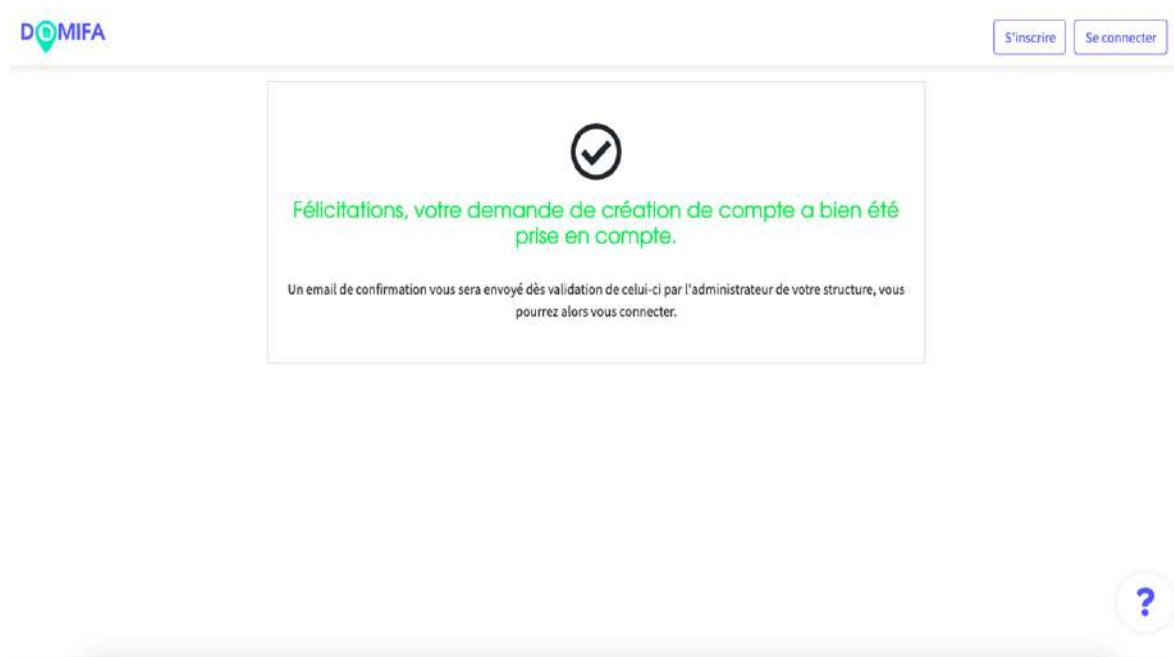 DOMIFA
S'inscrire
Se connecter
Félicitations, votre demande de création de compte a bien été
prise en compte.
Un email de confirmation vous sera envoyé dès validation de celui-ci par l'administrateur de votre structure, vous
pourrez alors vous connecter.
?